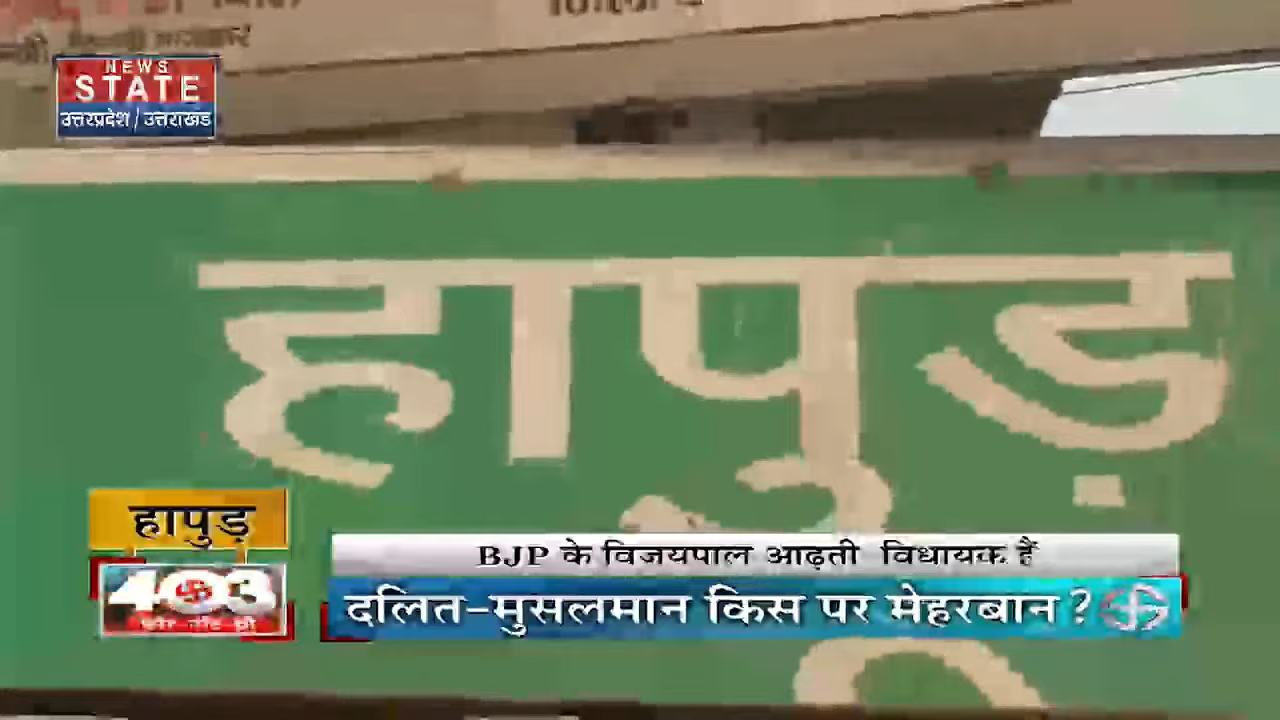 NEWS
STATE
उत्तरप्रदेश / उत्तराखंड
हापुड़
हापुड़
403
BJP के विजयपाल आढ़ती विधायक हैं
दलित-मुसलमान किस पर मेहरबान ?